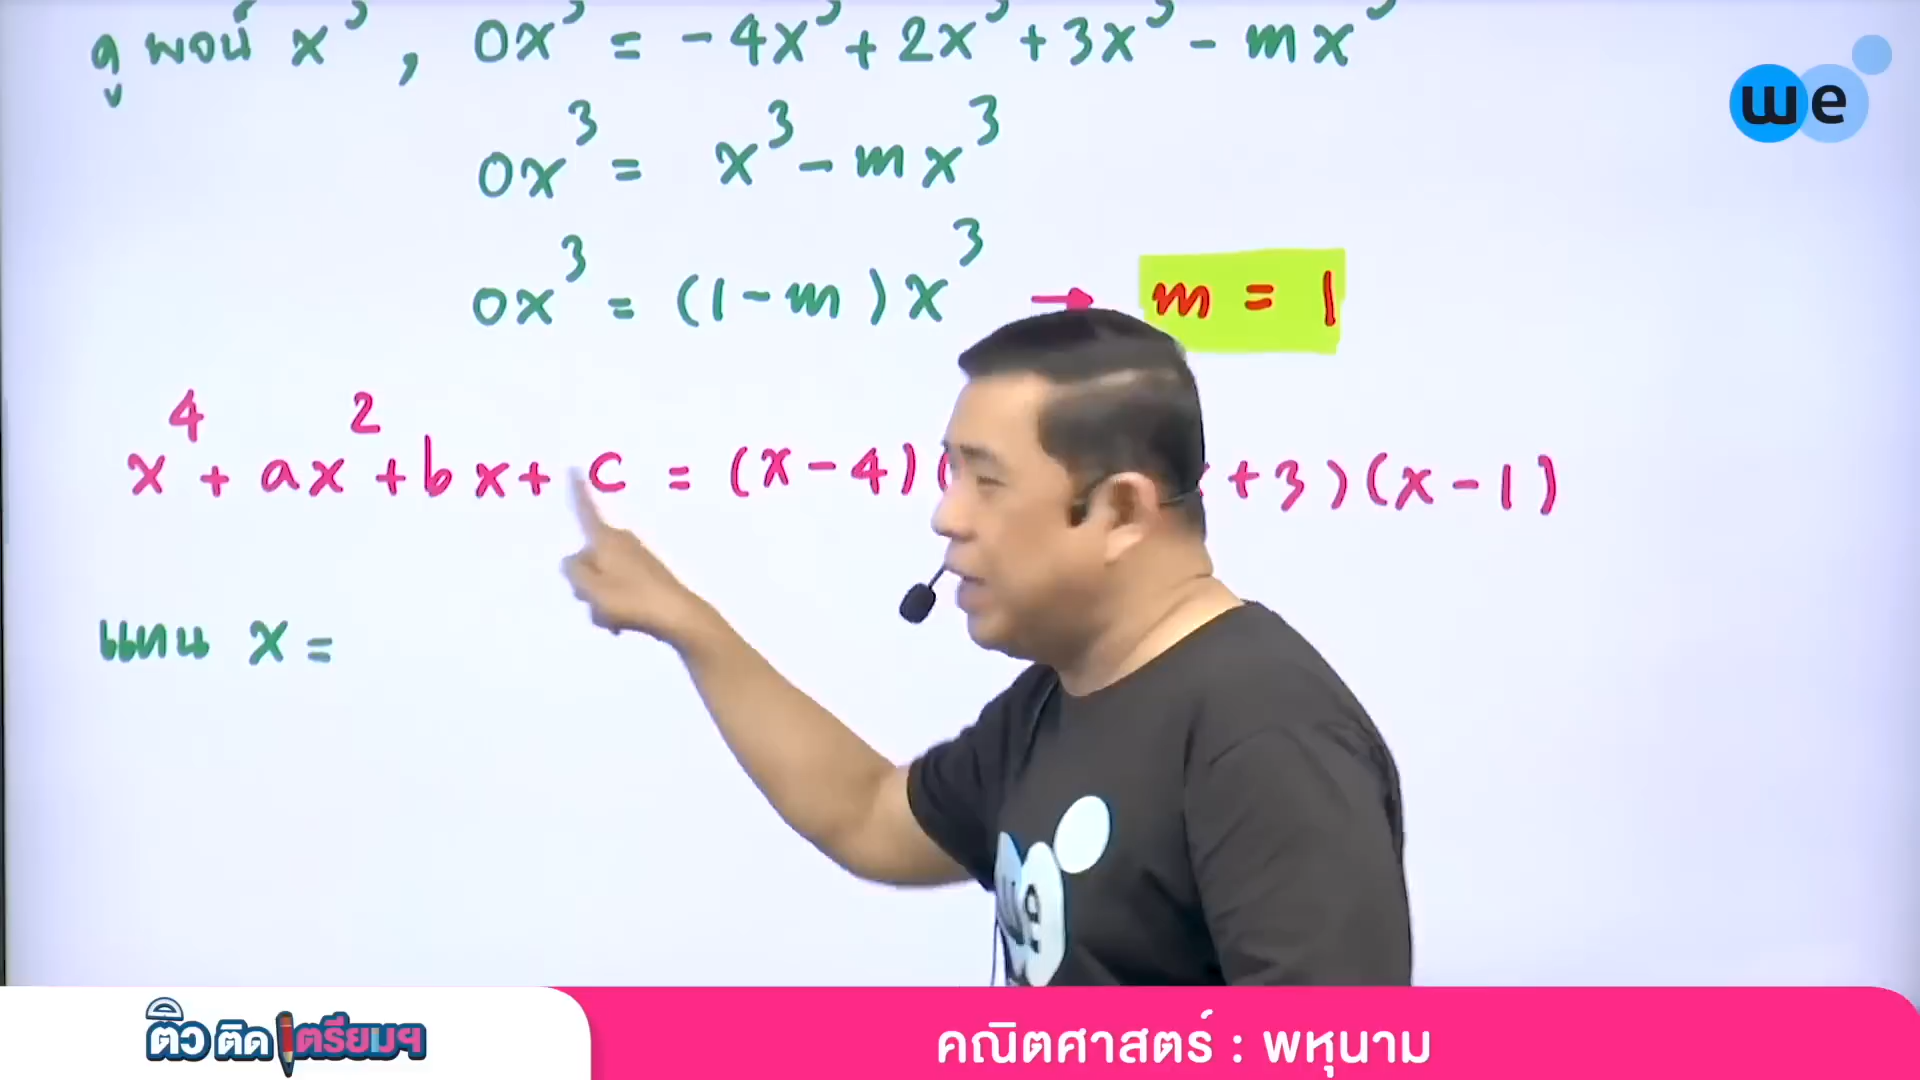 ดู พจน์ x³ , 0x³ = -4x³ + 2x³ + 3x³ - mx³
we
0x³ = x³ - mx³
0x³ = (1-m)x³ → m = 1
x⁴ + ax² + bx + c = (x-4)( +3)(x-1)
แทน x =
we
ติว ติด เตรียมฯ
คณิตศาสตร์ : พหุนาม